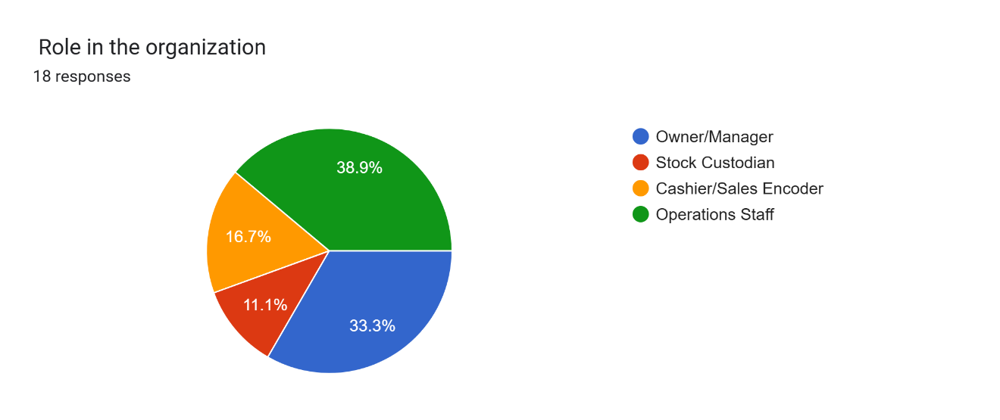 Role in the organization
18 responses
38.9%
16.7%
11.1%
33.3%
Owner/Manager
Stock Custodian
Cashier/Sales Encoder
Operations Staff